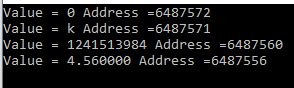 Value = 0 Address =6487572
Value = k Address =6487571
Value = 1241513984 Address =6487560
Value = 4.560000 Address =6487556